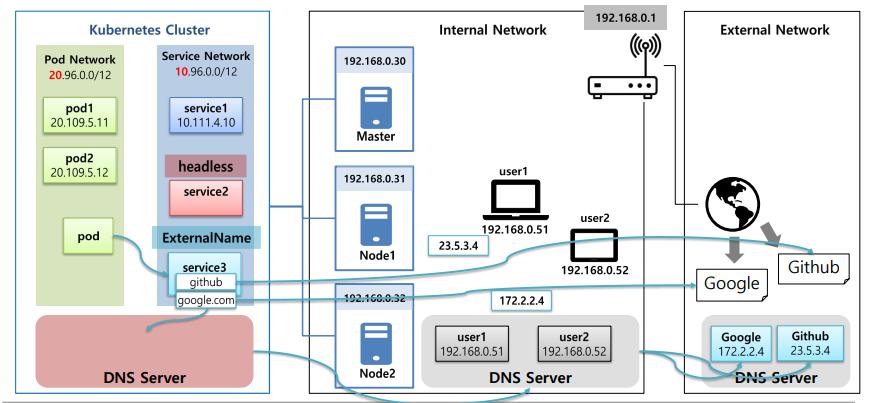 Kubernetes Cluster
Pod Network
20.96.0.0/12
pod1
20.109.5.11
pod2
20.109.5.12
pod
Service Network
10.96.0.0/12
service1
10.111.4.10
headless
service2
ExternalName
service3
github
google.com
DNS Server
Internal Network
192.168.0.1
192.168.0.30
Master
192.168.0.31
Node1
192.168.0.32
Node2
user1
192.168.0.51
user2
192.168.0.52
23.5.3.4
172.2.2.4
user1
192.168.0.51
user2
192.168.0.52
DNS Server
External Network
Google
Github
Google
172.2.2.4
Github
23.5.3.4
DNS Server